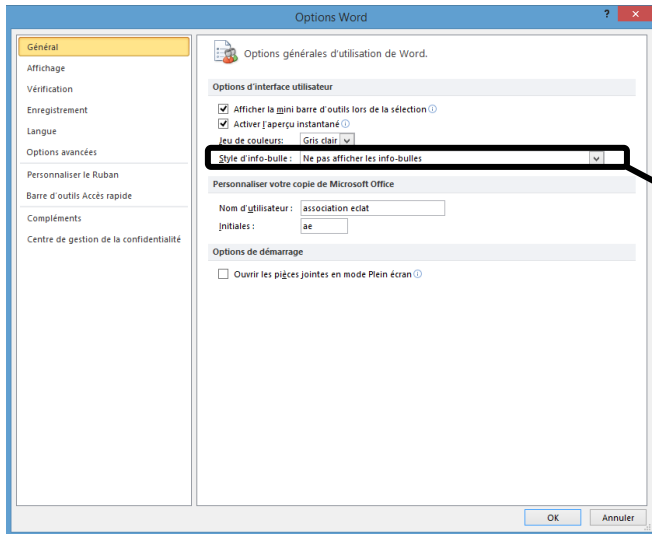 Options Word
?
×
Général
Affichage
Vérification
Enregistrement
Langue
Options avancées
Personnaliser le Ruban
Barre d'outils Accès rapide
Compléments
Centre de gestion de la confidentialité
Options générales d'utilisation de Word.
Options d'interface utilisateur
Afficher la mini barre d'outils lors de la sélection
Activer l'aperçu instantané
Jeu de couleurs: Gris clair
Style d'info-bulle : Ne pas afficher les info-bulles
Personnaliser votre copie de Microsoft Office
Nom d'utilisateur : association eclat
Initiales : ae
Options de démarrage
Ouvrir les pièces jointes en mode Plein écran
OK Annuler